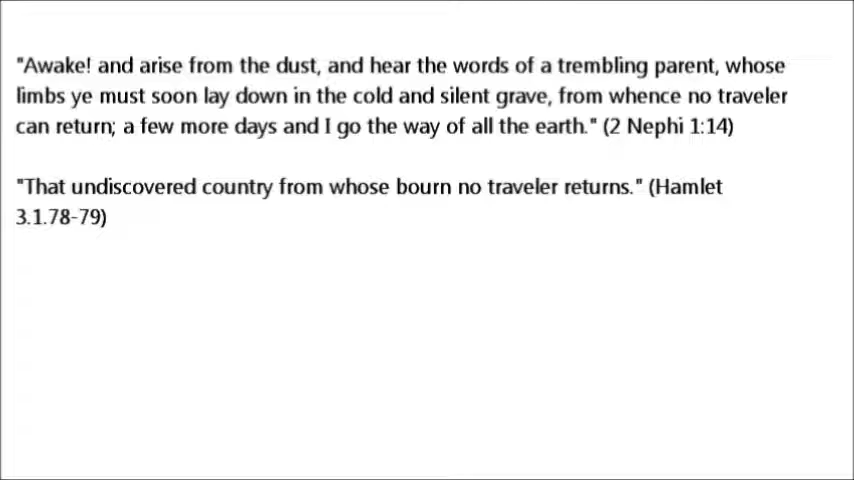 "Awake! and arise from the dust, and hear the words of a trembling parent, whose
limbs ye must soon lay down in the cold and silent grave, from whence no traveler
can return; a few more days and I go the way of all the earth." (2 Nephi 1:14)
"That undiscovered country from whose bourn no traveler returns." (Hamlet
3.1.78-79)